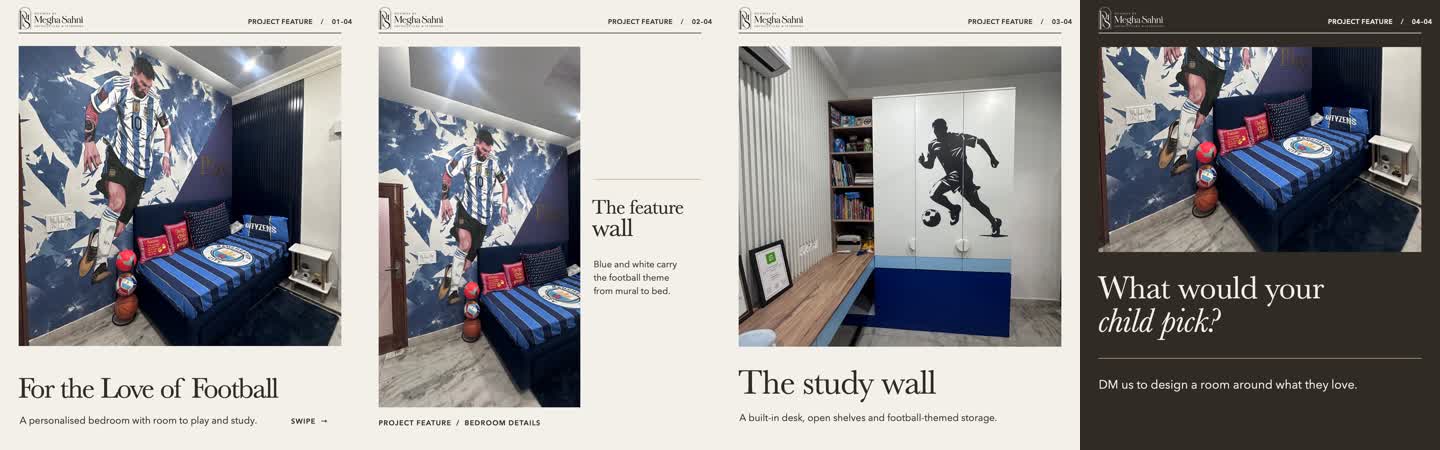 Megha Sahni
PROJECT FEATURE / 01-04
10
CITYZENS
For the Love of Football
A personalised bedroom with room to play and study.
SWIPE →
Megha Sahni
PROJECT FEATURE / 02-04
10
The feature
wall
Blue and white carry
the football theme
from mural to bed.
PROJECT FEATURE / BEDROOM DETAILS
Megha Sahni
PROJECT FEATURE / 03-04
The study wall
A built-in desk, open shelves and football-themed storage.
Megha Sahni
PROJECT FEATURE / 04-04
CITYZENS
What would your
child pick?
DM us to design a room around what they love.